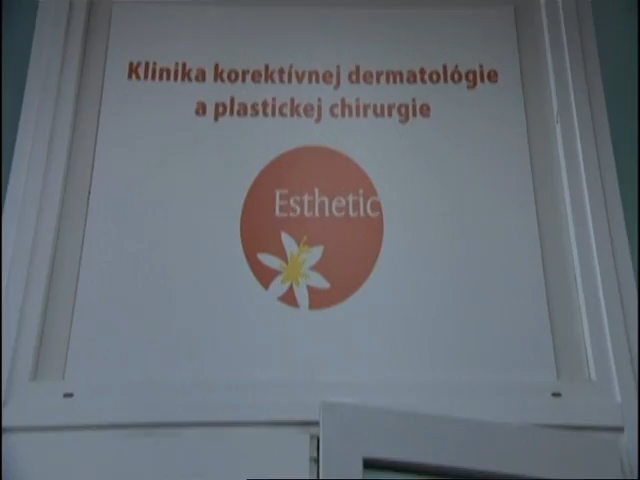 Klinika korektívnej dermatológie
a plastickej chirurgie
Esthetic